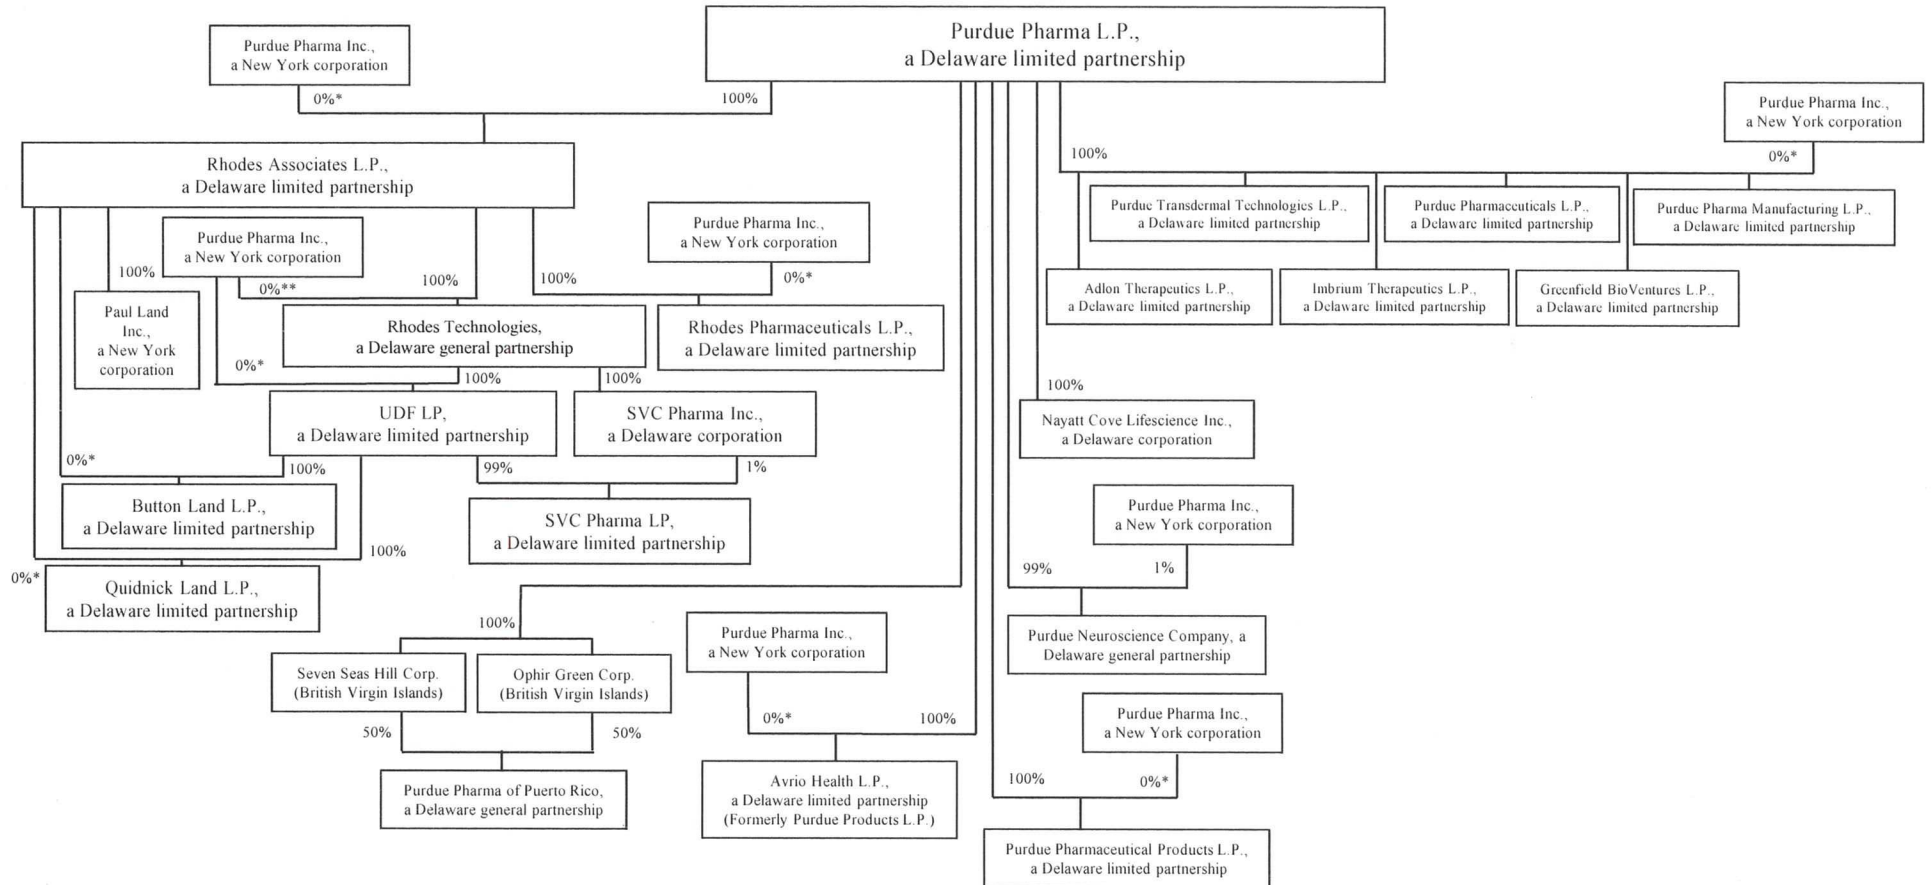 Purdue Pharma L.P.,
a Delaware limited partnership
Purdue Pharma Inc.,
a New York corporation
0%*
100%
Rhodes Associates L.P.,
a Delaware limited partnership
Purdue Pharma Inc.,
a New York corporation
100%
0%*
Purdue Transdermal Technologies L.P.,
a Delaware limited partnership
Purdue Pharmaceuticals L.P.,
a Delaware limited partnership
Purdue Pharma Manufacturing L.P.,
a Delaware limited partnership
Adlon Therapeutics L.P.,
a Delaware limited partnership
Imbrium Therapeutics L.P.,
a Delaware limited partnership
Greenfield BioVentures L.P.,
a Delaware limited partnership
Purdue Pharma Inc.,
a New York corporation
Purdue Pharma Inc.,
a New York corporation
100%
0%**
100%
100%
0%*
Paul Land
Inc.,
a New York
corporation
Rhodes Technologies,
a Delaware general partnership
Rhodes Pharmaceuticals L.P.,
a Delaware limited partnership
0%*
100%
100%
UDF LP,
a Delaware limited partnership
SVC Pharma Inc.,
a Delaware corporation
100%
Nayatt Cove Lifescience Inc.,
a Delaware corporation
0%*
100%
99%
1%
Button Land L.P.,
a Delaware limited partnership
SVC Pharma LP,
a Delaware limited partnership
100%
0%*
Quidnick Land L.P.,
a Delaware limited partnership
Purdue Pharma Inc.,
a New York corporation
99%
1%
Purdue Neuroscience Company, a
Delaware general partnership
100%
Seven Seas Hill Corp.
(British Virgin Islands)
Ophir Green Corp.
(British Virgin Islands)
50%
50%
Purdue Pharma of Puerto Rico,
a Delaware general partnership
Purdue Pharma Inc.,
a New York corporation
0%*
100%
Avrio Health L.P.,
a Delaware limited partnership
(Formerly Purdue Products L.P.)
Purdue Pharma Inc.,
a New York corporation
100%
0%*
Purdue Pharmaceutical Products L.P.,
a Delaware limited partnership